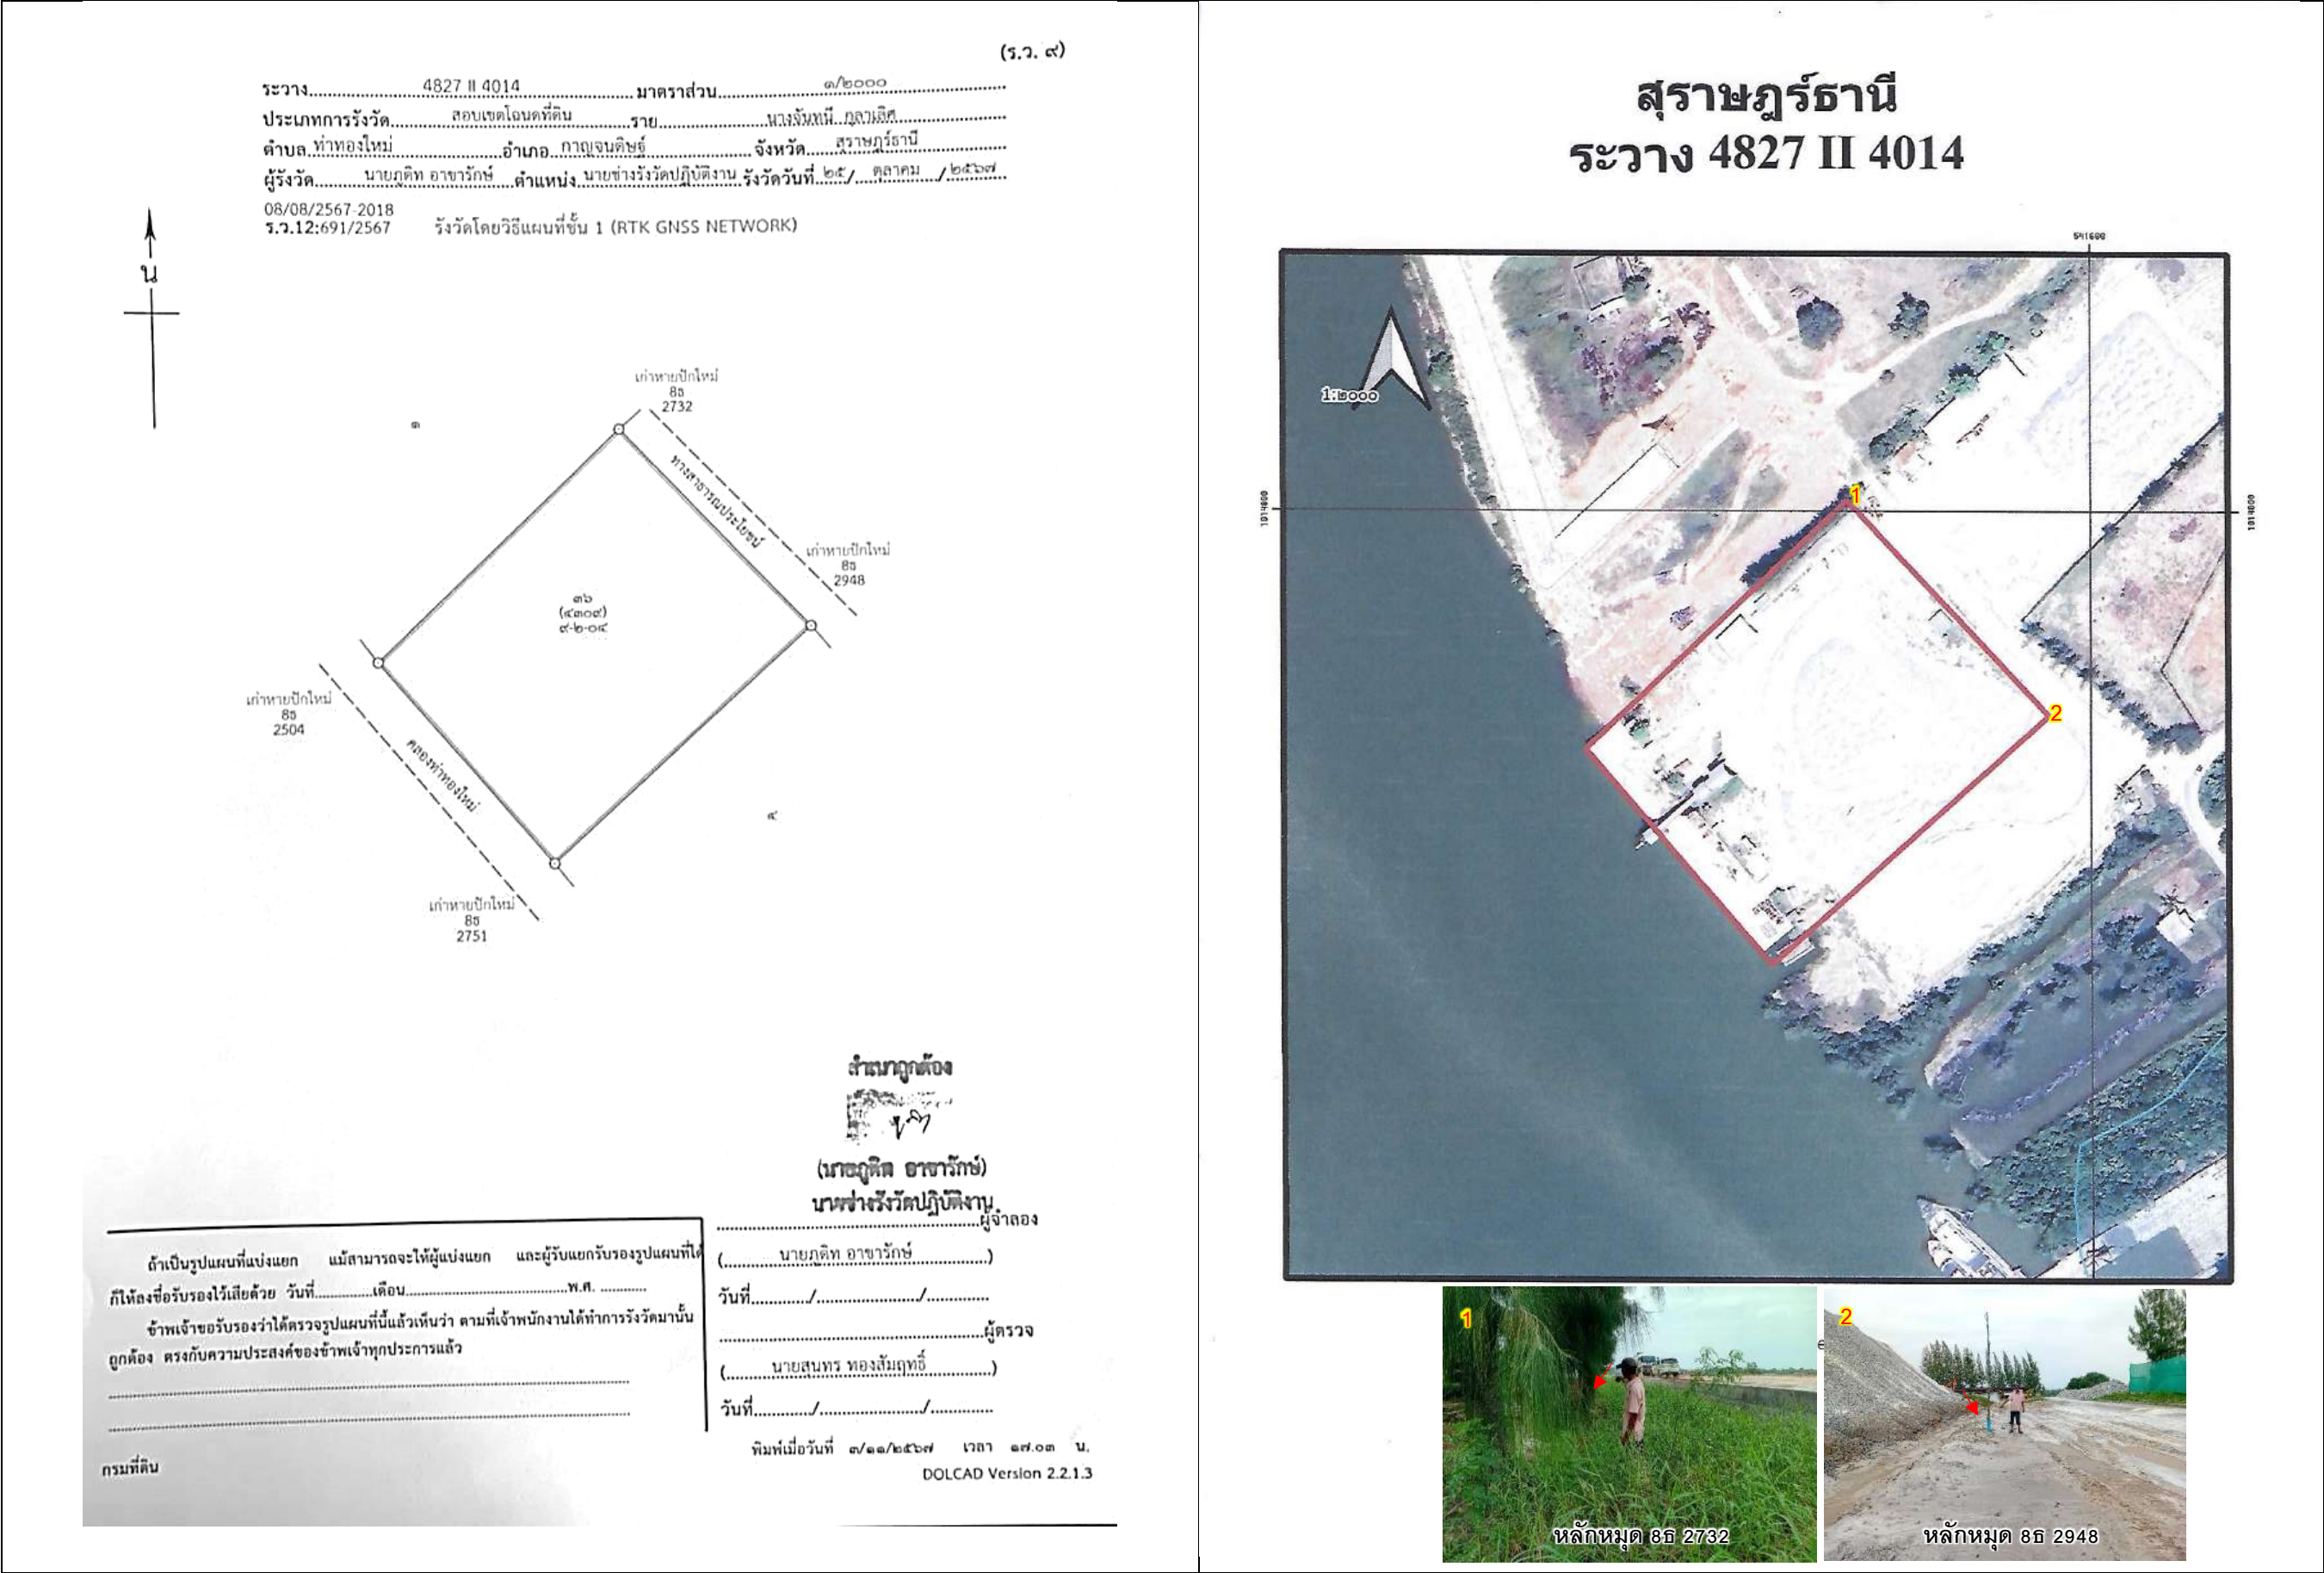 (ร.ว. ๙)
ระวาง 4827 II 4014 มาตราส่วน ๑/๒๐๐๐
ประเภทการรังวัด สอบเขตโฉนดที่ดิน ราย นางจันทนี กุลาเลิศ
ตำบล ท่าทองใหม่ อำเภอ กาญจนดิษฐ์ จังหวัด สุราษฎร์ธานี
ผู้รังวัด นายภูดิท อาขารักษ์ ตำแหน่ง นายช่างรังวัดปฏิบัติงาน รังวัดวันที่ ๒๕/ ตุลาคม /๒๕๖๗
08/08/2567-2018
ร.ว.12:691/2567 รังวัดโดยวิธีแผนที่ชั้น 1 (RTK GNSS NETWORK)
น
เก่าหายปักใหม่
8ธ
2732
๑
ทางสาธารณประโยชน์
เก่าหายปักใหม่
8ธ
2948
๓๖
(๔๓๐๙)
๙-๒-๐๔
เก่าหายปักใหม่
8ธ
2504
คลองท่าทองใหม่
๕
เก่าหายปักใหม่
8ธ
2751
สำเนาถูกต้อง
(นายภูดิท อาขารักษ์)
นายช่างรังวัดปฏิบัติงาน
ผู้จำลอง
(นายภูดิท อาขารักษ์)
วันที่ / /
ผู้ตรวจ
(นายสุนทร ทองสัมฤทธิ์)
วันที่ / /
ถ้าเป็นรูปแผนที่แบ่งแยก แม้สามารถจะให้ผู้แบ่งแยก และผู้รับแยกรับรองรูปแผนที่ได้
ก็ให้ลงชื่อรับรองไว้เสียด้วย วันที่ เดือน พ.ศ.
ข้าพเจ้าขอรับรองว่าได้ตรวจรูปแผนที่นี้แล้วเห็นว่า ตามที่เจ้าพนักงานได้ทำการรังวัดมานั้น
ถูกต้อง ตรงกับความประสงค์ของข้าพเจ้าทุกประการแล้ว
พิมพ์เมื่อวันที่ ๓/๑๑/๒๕๖๗ เวลา ๑๗.๐๓ น.
กรมที่ดิน
DOLCAD Version 2.2.1.3
สุราษฎร์ธานี
ระวาง 4827 II 4014
541600
1:๒๐๐๐
1014800
1014800
1
2
1
หลักหมุด 8ธ 2732
2
หลักหมุด 8ธ 2948